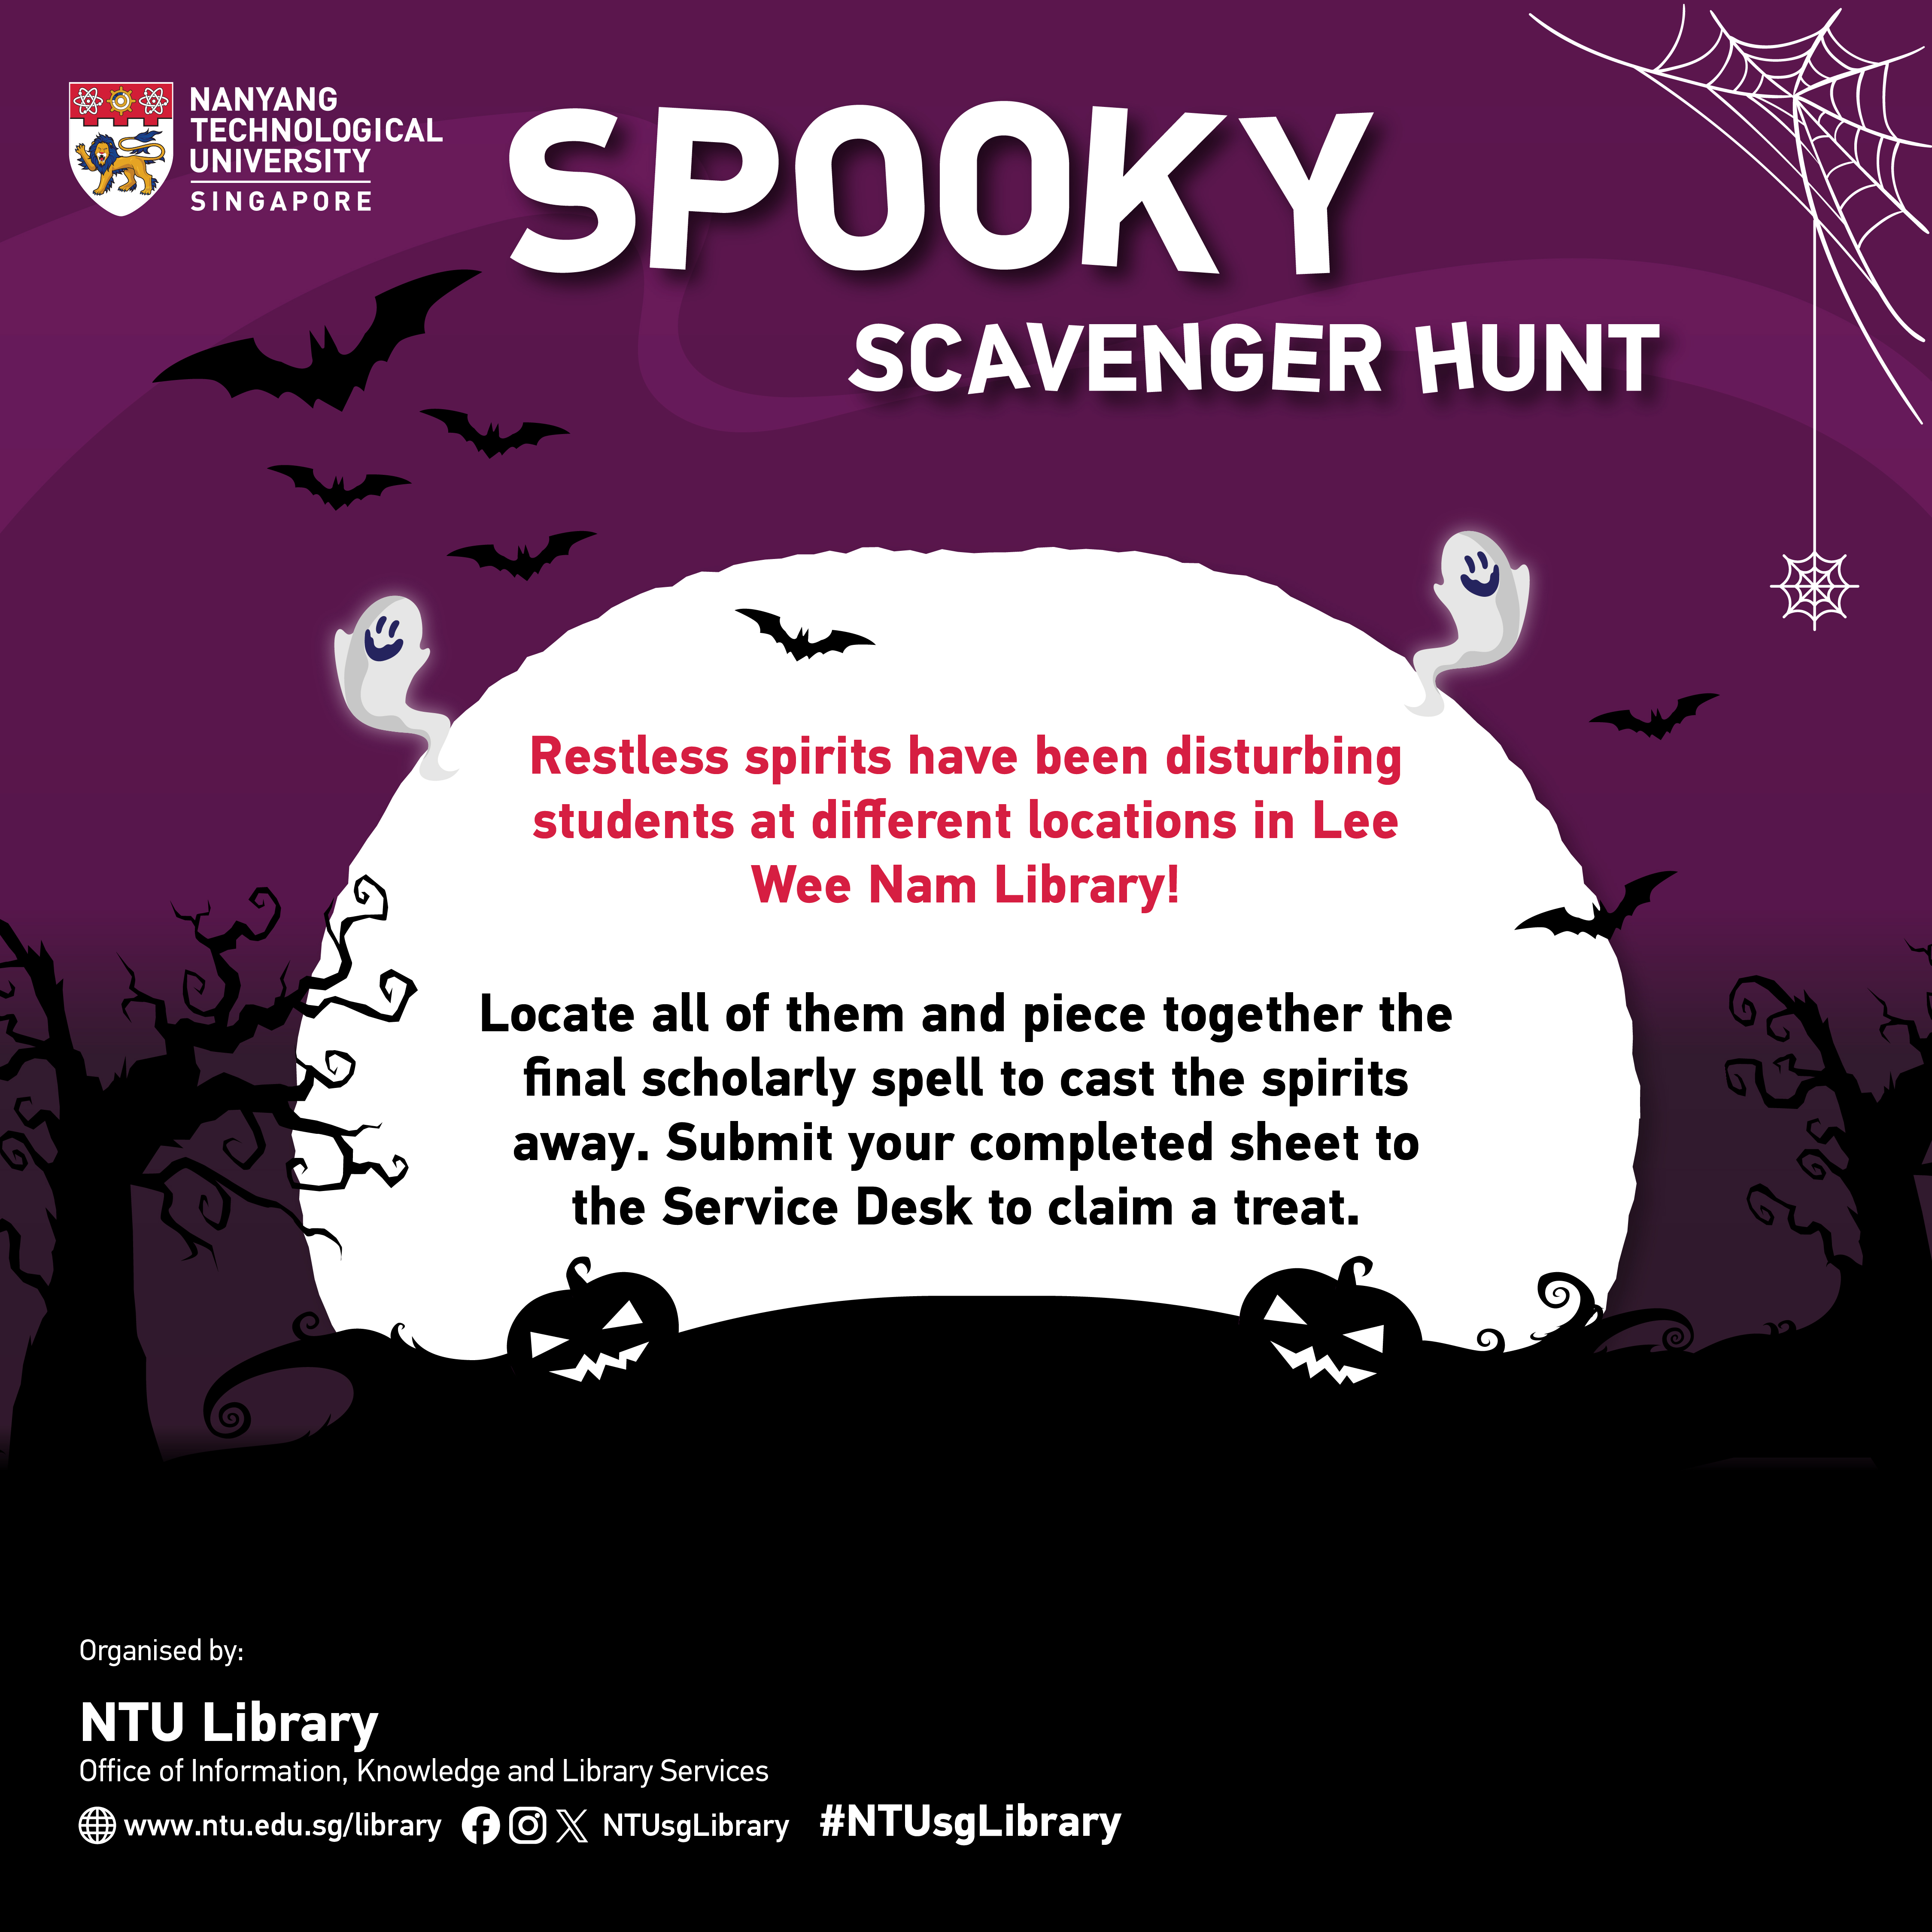 NANYANG
TECHNOLOGICAL
UNIVERSITY
SINGAPORE
SPOOKY
SCAVENGER HUNT
Restless spirits have been disturbing
students at different locations in Lee
Wee Nam Library!
Locate all of them and piece together the
final scholarly spell to cast the spirits
away. Submit your completed sheet to
the Service Desk to claim a treat.
Organised by:
NTU Library
Office of Information, Knowledge and Library Services
www.ntu.edu.sg/library NTUsgLibrary #NTUsgLibrary